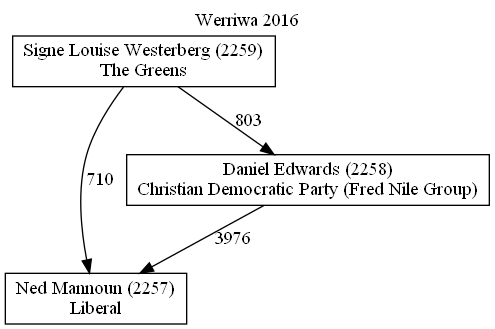 Werriwa 2016
Signe Louise Westerberg (2259)
The Greens
803
710
Daniel Edwards (2258)
Christian Democratic Party (Fred Nile Group)
3976
Ned Mannoun (2257)
Liberal